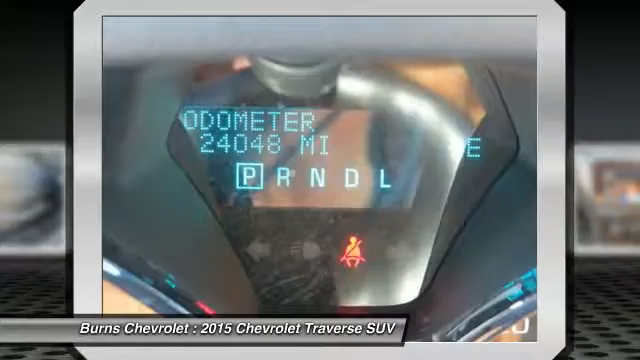 ODOMETER
24048 MI
E
P R N D L
Burns Chevrolet : 2015 Chevrolet Traverse SUV